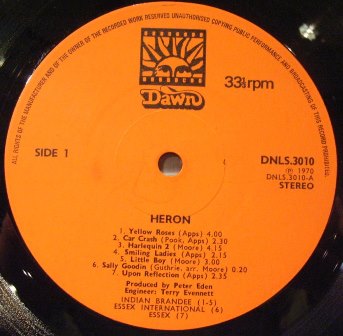 ALL RIGHTS OF THE MANUFACTURER AND OF THE OWNER OF THE RECORDED WORK RESERVED UNAUTHORISED COPYING PUBLIC PERFORMANCE AND BROADCASTING OF THIS RECORD PROHIBITED.
Dawn
33⅓rpm
SIDE 1
DNLS.3010
Ⓟ 1970
DNLS.3010-A
STEREO
HERON
1. Yellow Roses (Apps) 4.00
2. Car Crash (Pook, Apps) 2.30
3. Harlequin 2 (Moore) 4.15
4. Smiling Ladies (Apps) 2.35
5. Little Boy (Moore) 3.00
6. Sally Goodin (Guthrie, arr. Moore) 0.20
7. Upon Reflection (Apps) 2.35
Produced by Peter Eden
Engineer: Terry Evennett
INDIAN BRANDEE (1-5)
ESSEX INTERNATIONAL (6)
ESSEX (7)